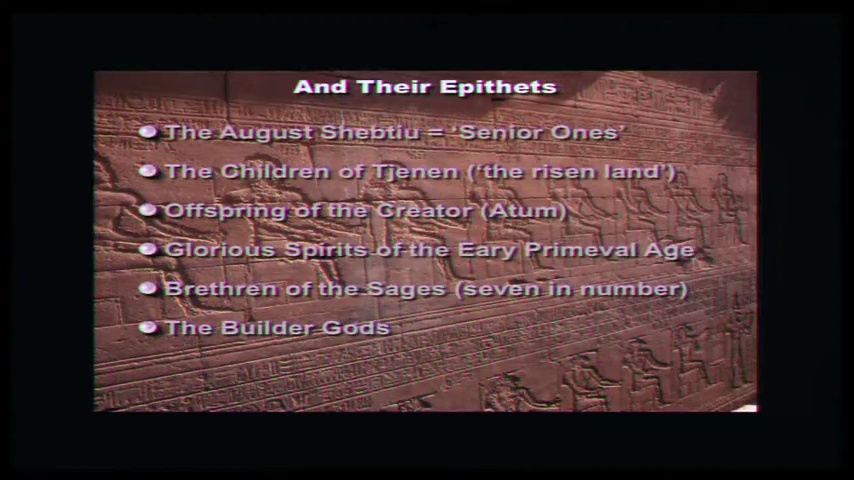 And Their Epithets
The August Shebtiu = ‘Senior Ones’
The Children of Tjenen (‘the risen land’)
Offspring of the Creator (Atum)
Glorious Spirits of the Eary Primeval Age
Brethren of the Sages (seven in number)
The Builder Gods